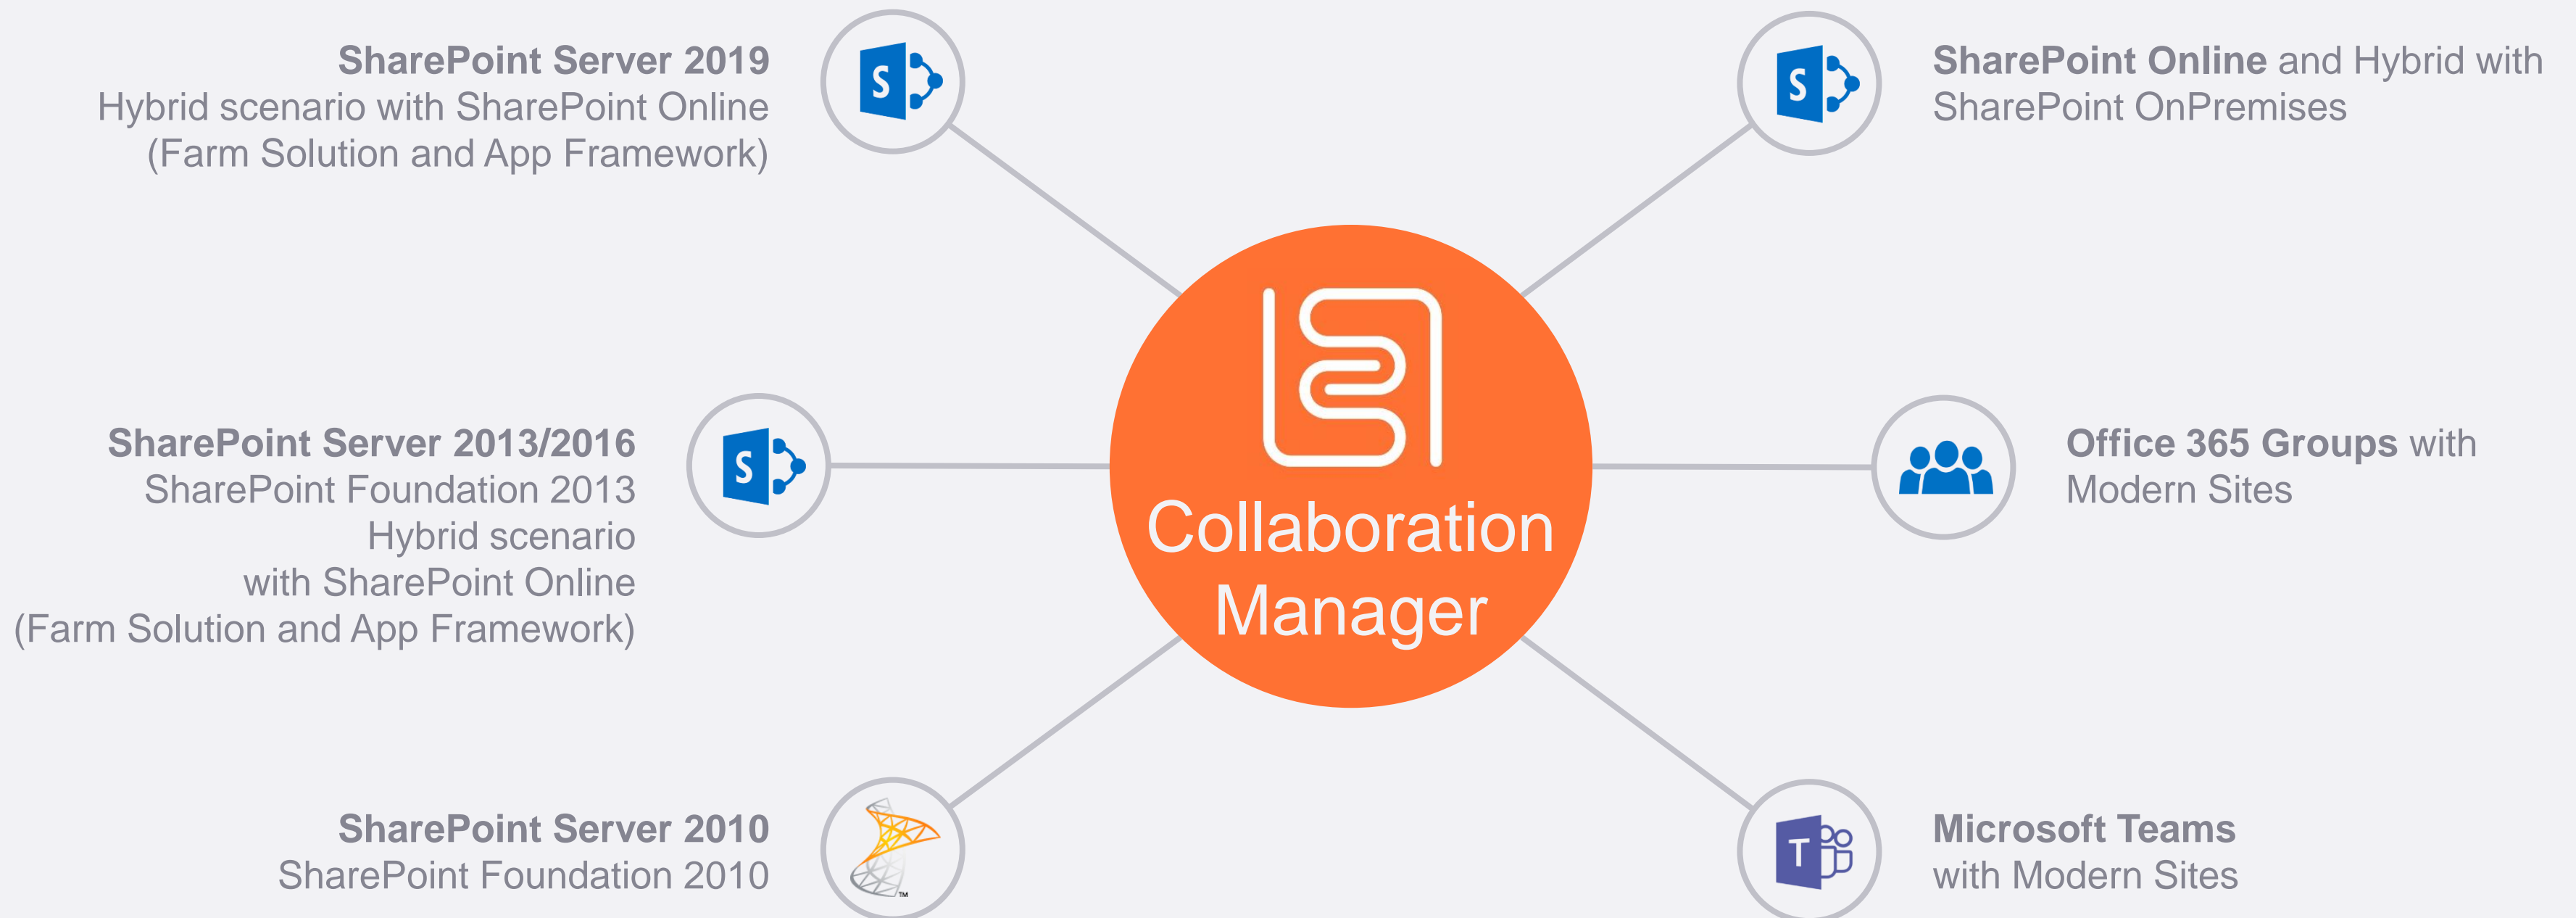 SharePoint Server 2019
Hybrid scenario with SharePoint Online
(Farm Solution and App Framework)
SharePoint Server 2013/2016
SharePoint Foundation 2013
Hybrid scenario
with SharePoint Online
(Farm Solution and App Framework)
SharePoint Server 2010
SharePoint Foundation 2010
S
S
TM
Collaboration
Manager
S
SharePoint Online and Hybrid with
SharePoint OnPremises
Office 365 Groups with
Modern Sites
T
Microsoft Teams
with Modern Sites